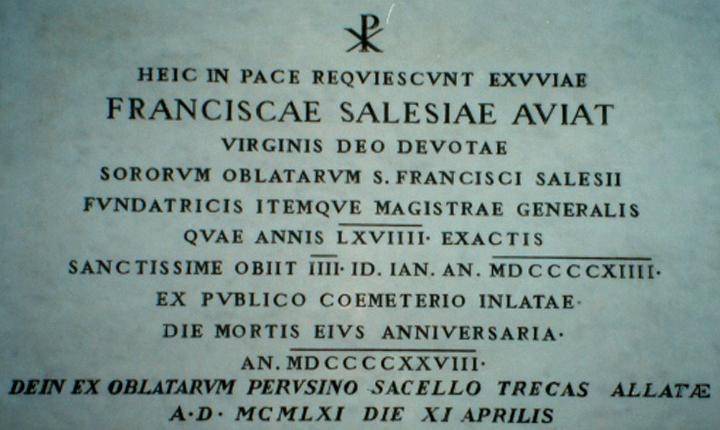 ☧
HEIC IN PACE REQVIESCVNT EXVVIAE
FRANCISCAE SALESIAE AVIAT
VIRGINIS DEO DEVOTAE
SORORVM OBLATARVM S. FRANCISCI SALESII
FVNDATRICIS ITEMQVE MAGISTRAE GENERALIS
QVAE ANNIS LXVIIII· EXACTIS
SANCTISSIME OBIIT IIII· ID. IAN. AN. MDCCCCXIIII·
EX PVBLICO COEMETERIO INLATAE·
DIE MORTIS EIVS ANNIVERSARIA·
AN. MDCCCCXXVIII·
DEIN EX OBLATARVM PERVSINO SACELLO TRECAS ALLATÆ
A·D· MCMLXI DIE XI APRILIS